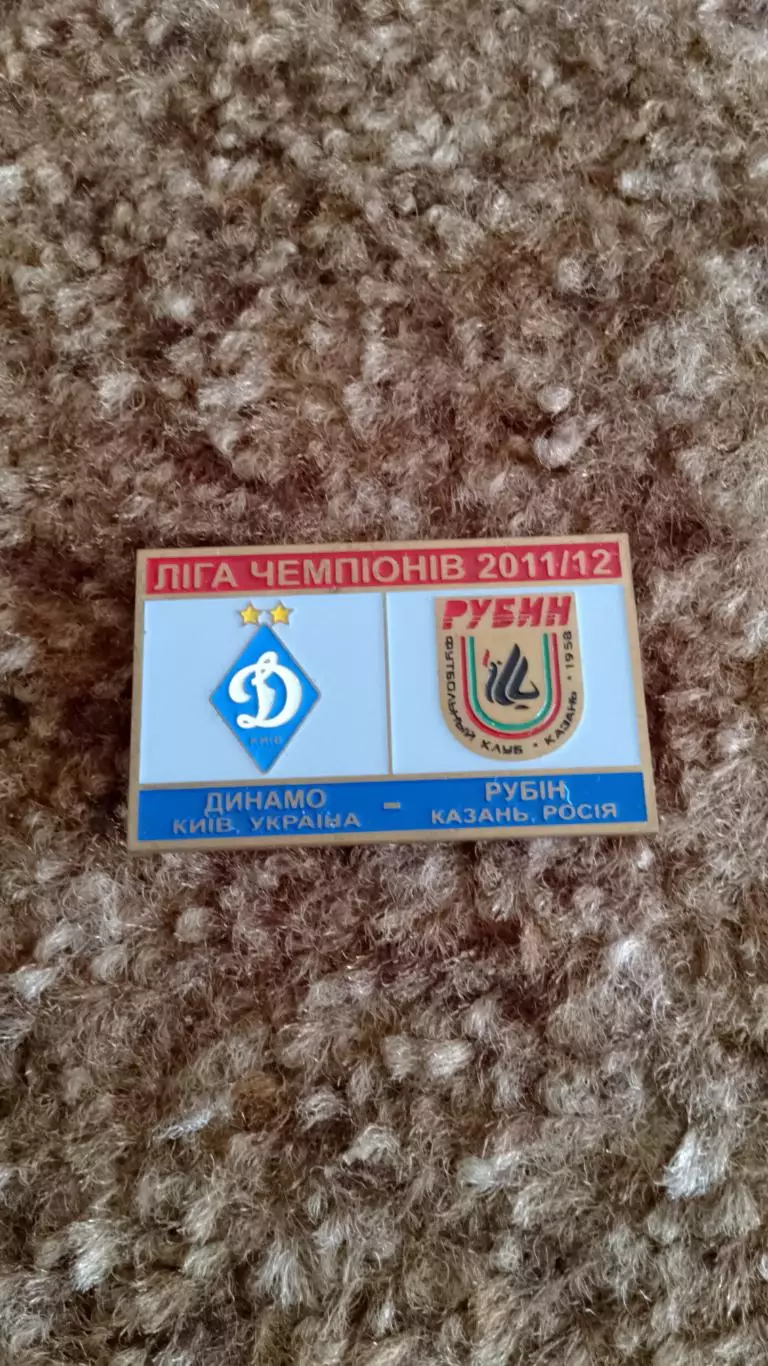 ЛІГА ЧЕМПІОНІВ 2011/12
Д
КИЇВ
РУБИН
ФУТБОЛЬНЫЙ КЛУБ • КАЗАНЬ • 1958
ДИНАМО - РУБІН
КИЇВ, УКРАЇНА КАЗАНЬ, РОСІЯ